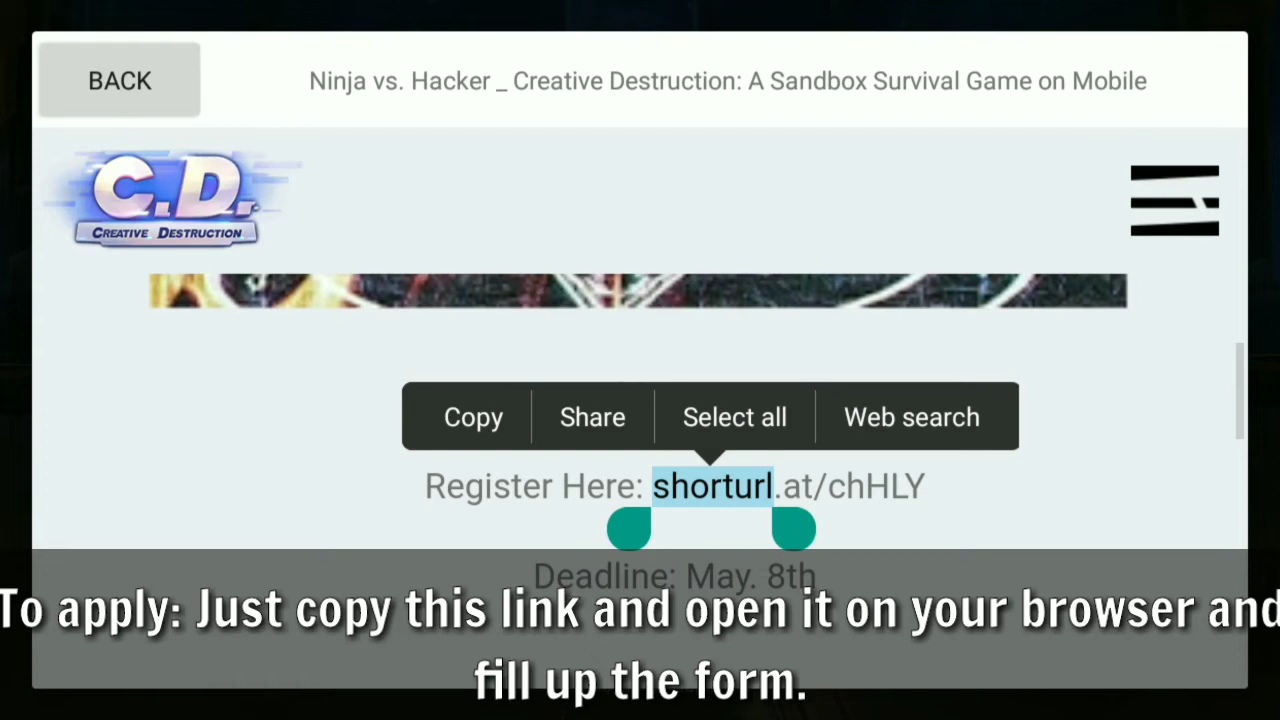 BACK
Ninja vs. Hacker _ Creative Destruction: A Sandbox Survival Game on Mobile
C.D.
CREATIVE DESTRUCTION
Copy
Share
Select all
Web search
Register Here: shorturl.at/chHLY
Deadline: May. 8th
To apply: Just copy this link and open it on your browser and
fill up the form.